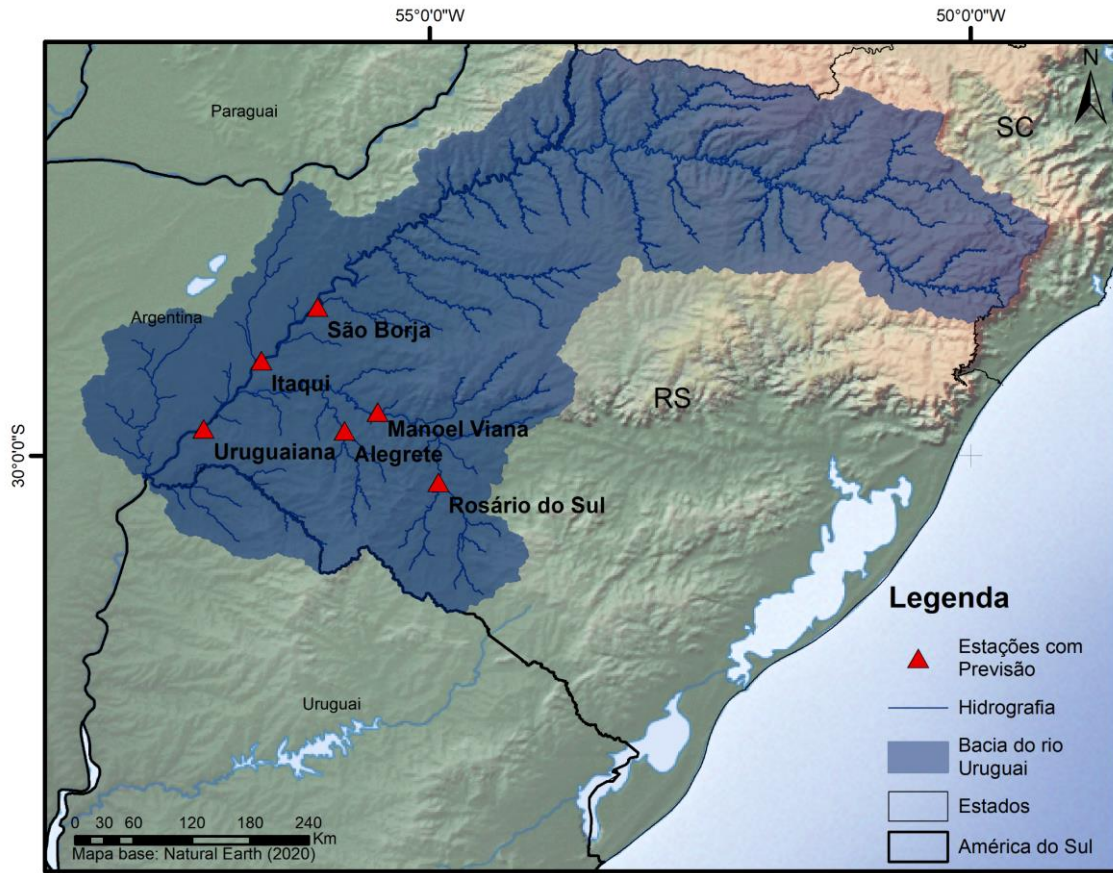 55°0'0"W
50°0'0"W
N
Paraguai
SC
Argentina
São Borja
Itaqui
RS
Manoel Viana
Uruguaiana
Alegrete
30°0'0"S
Rosário do Sul
Legenda
Estações com
Previsão
Uruguai
Hidrografia
Bacia do rio
Uruguai
Estados
América do Sul
0 30 60 120 180 240
Km
Mapa base: Natural Earth (2020)